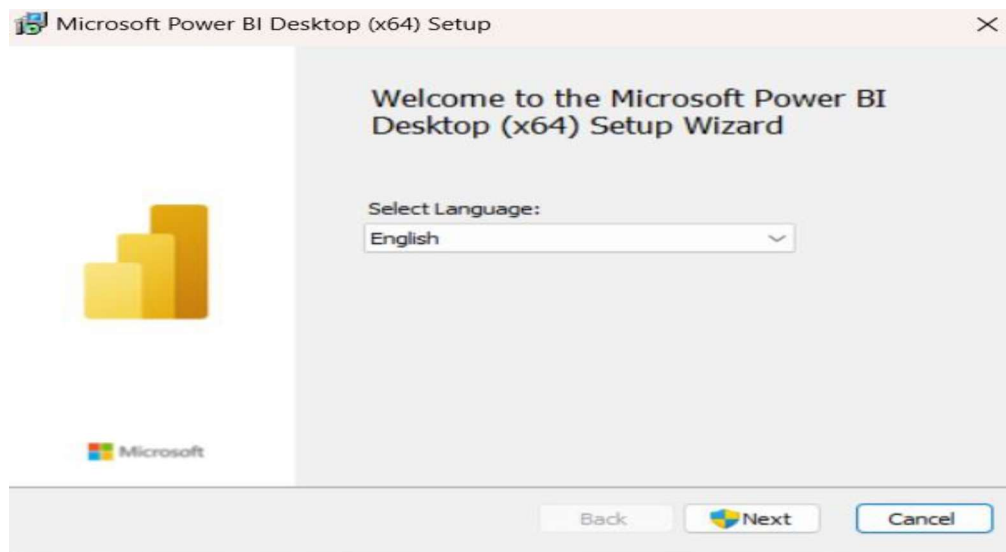 Microsoft Power BI Desktop (x64) Setup
Welcome to the Microsoft Power BI
Desktop (x64) Setup Wizard
Select Language:
English
Microsoft
Back
Next
Cancel